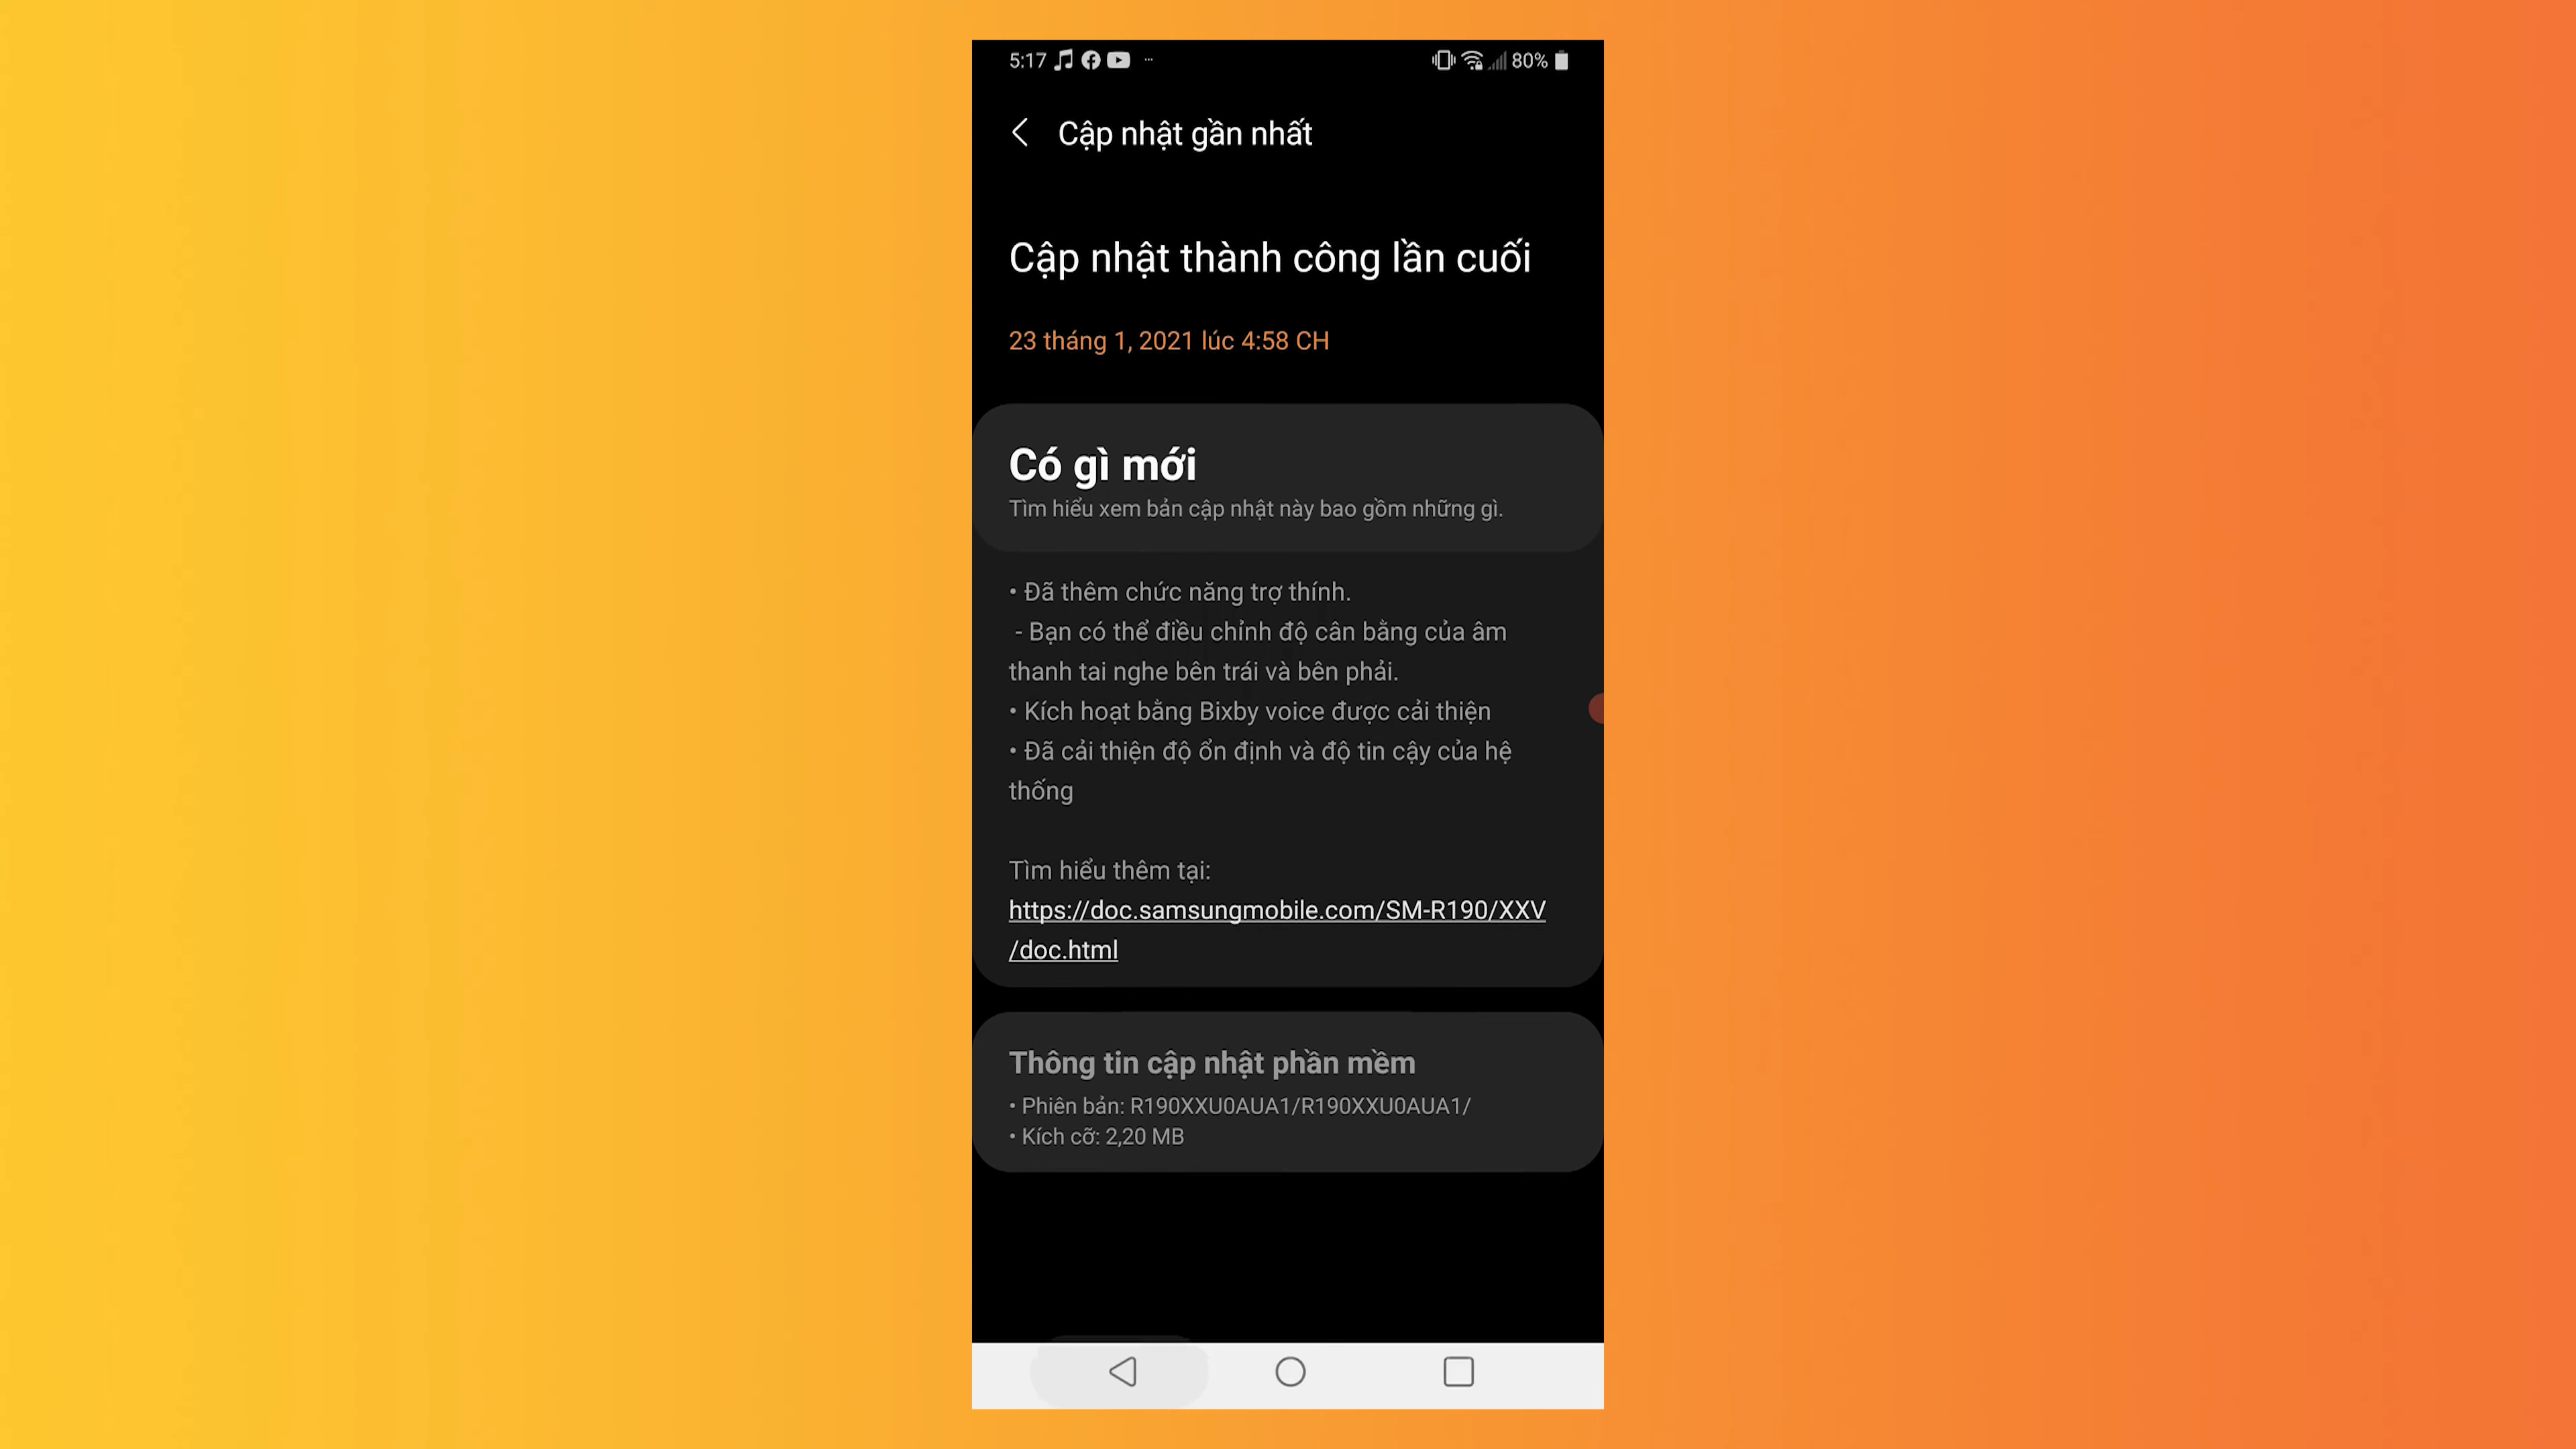 5:17 ... 80%
Cập nhật gần nhất
Cập nhật thành công lần cuối
23 tháng 1, 2021 lúc 4:58 CH
Có gì mới
Tìm hiểu xem bản cập nhật này bao gồm những gì.
• Đã thêm chức năng trợ thính.
- Bạn có thể điều chỉnh độ cân bằng của âm
thanh tai nghe bên trái và bên phải.
• Kích hoạt bằng Bixby voice được cải thiện
• Đã cải thiện độ ổn định và độ tin cậy của hệ
thống
Tìm hiểu thêm tại:
https://doc.samsungmobile.com/SM-R190/XXV
/doc.html
Thông tin cập nhật phần mềm
• Phiên bản: R190XXU0AUA1/R190XXU0AUA1/
• Kích cỡ: 2,20 MB